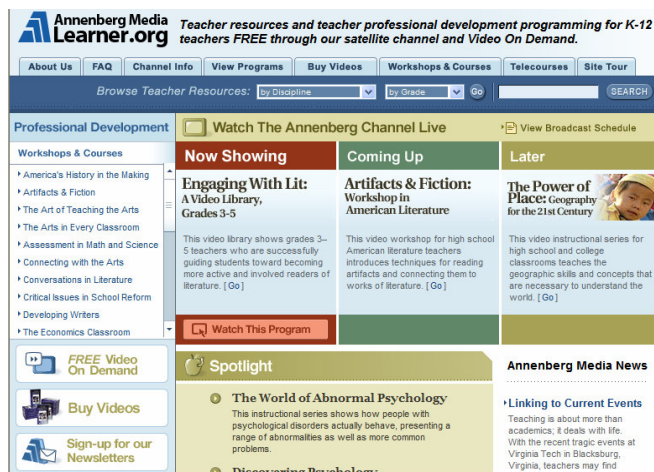 Annenberg Media
Learner.org
Teacher resources and teacher professional development programming for K-12
teachers FREE through our satellite channel and Video On Demand.
About Us
FAQ
Channel Info
View Programs
Buy Videos
Workshops & Courses
Telecourses
Site Tour
Browse Teacher Resources:
by Discipline
by Grade
Go
SEARCH
Professional Development
Workshops & Courses
America's History in the Making
Artifacts & Fiction
The Art of Teaching the Arts
The Arts in Every Classroom
Assessment in Math and Science
Connecting with the Arts
Conversations in Literature
Critical Issues in School Reform
Developing Writers
The Economics Classroom
FREE Video
On Demand
Buy Videos
Sign-up for our
Newsletters
Watch The Annenberg Channel Live
View Broadcast Schedule
Now Showing
Engaging With Lit:
A Video Library,
Grades 3-5
This video library shows grades 3–
5 teachers who are successfully
guiding students toward becoming
more active and involved readers of
literature. [Go]
Watch This Program
Coming Up
Artifacts & Fiction:
Workshop in
American Literature
This video workshop for high school
American literature teachers
introduces techniques for reading
artifacts and connecting them to
works of literature. [Go]
Later
The Power of
Place: Geography
for the 21st Century
This video instructional series for
high school and college
classrooms teaches the
geographic skills and concepts that
are necessary to understand the
world. [Go]
Spotlight
The World of Abnormal Psychology
This instructional series shows how people with
psychological disorders actually behave, presenting a
range of abnormalities as well as more common
problems.
Discovering Psychology
Annenberg Media News
Linking to Current Events
Teaching is about more than
academics; it deals with life.
With the recent tragic events at
Virginia Tech in Blacksburg,
Virginia, teachers may find